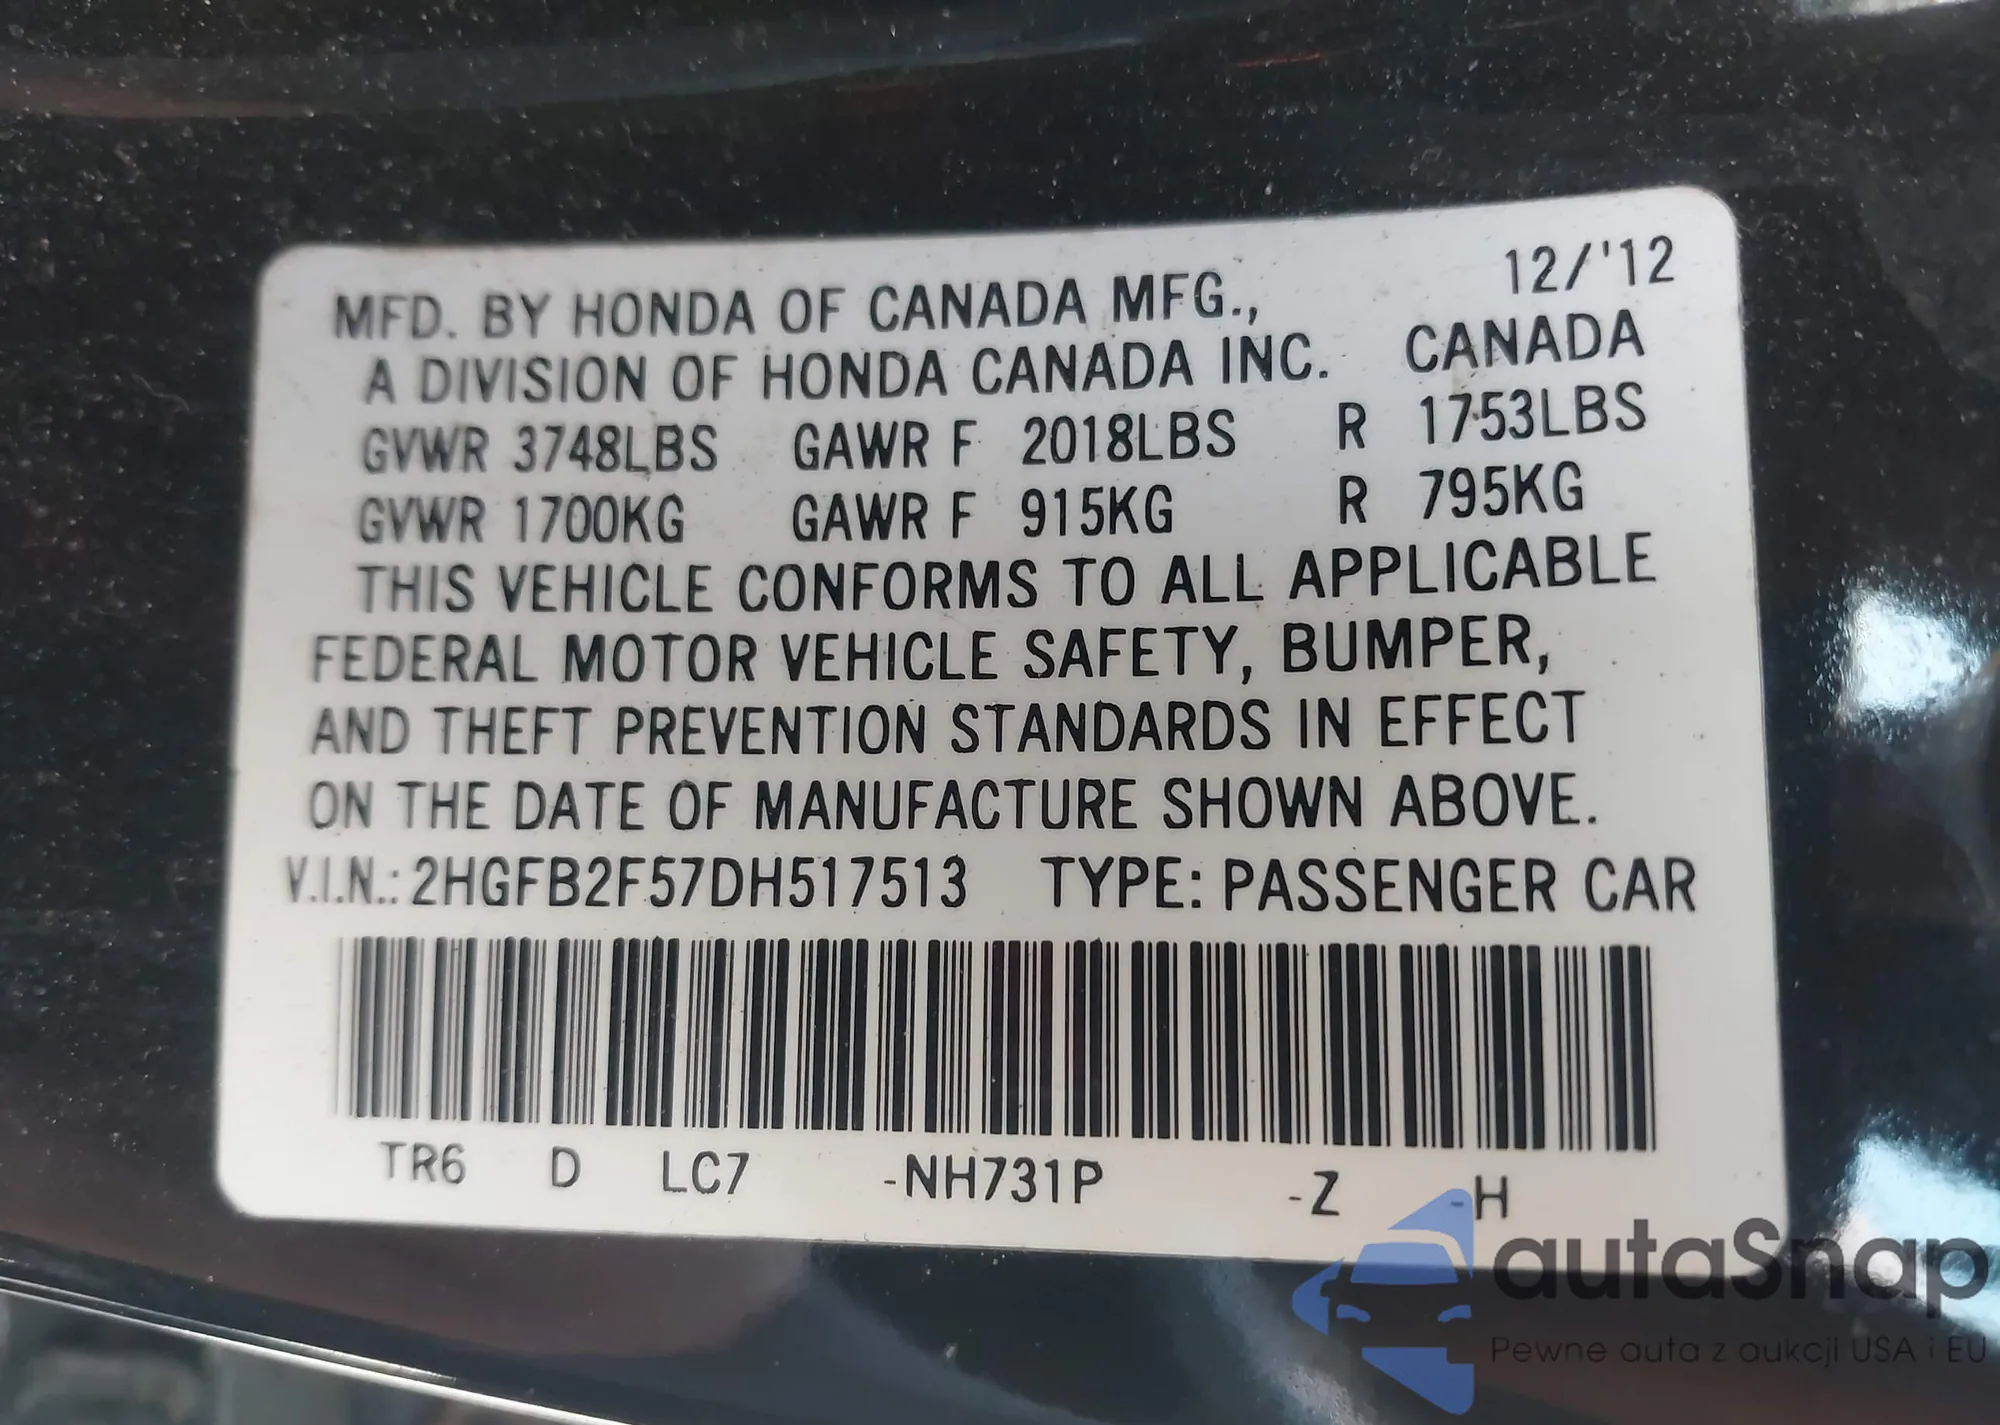 12/'12
MFD. BY HONDA OF CANADA MFG.,
A DIVISION OF HONDA CANADA INC. CANADA
GVWR 3748LBS GAWR F 2018LBS R 1753LBS
GVWR 1700KG GAWR F 915KG R 795KG
THIS VEHICLE CONFORMS TO ALL APPLICABLE
FEDERAL MOTOR VEHICLE SAFETY, BUMPER,
AND THEFT PREVENTION STANDARDS IN EFFECT
ON THE DATE OF MANUFACTURE SHOWN ABOVE.
V.I.N.: 2HGFB2F57DH517513 TYPE: PASSENGER CAR
TR6 D LC7 -NH731P -Z -H
autaSnap
Pewne auta z aukcji USA i EU